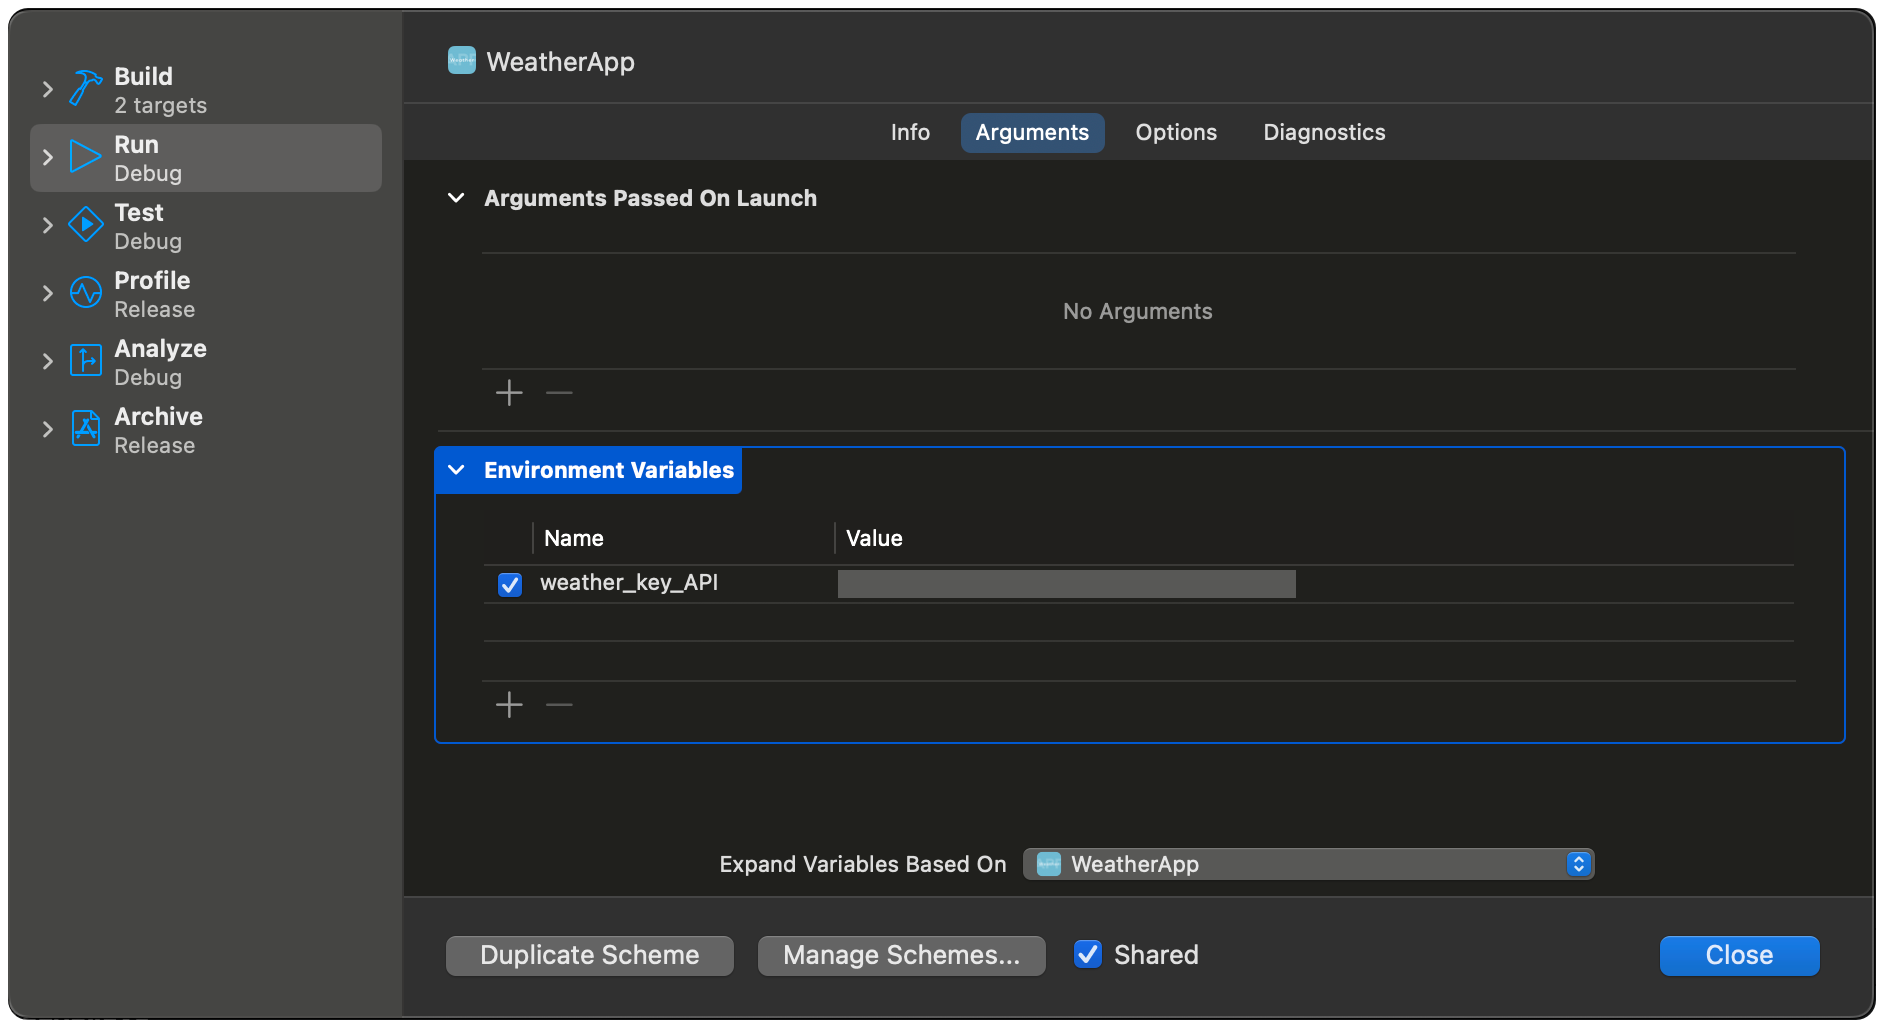 Build
2 targets
Run
Debug
Test
Debug
Profile
Release
Analyze
Debug
Archive
Release
WeatherApp
Info Arguments Options Diagnostics
Arguments Passed On Launch
No Arguments
Environment Variables
Name Value
weather_key_API
Expand Variables Based On WeatherApp
Duplicate Scheme Manage Schemes... Shared Close